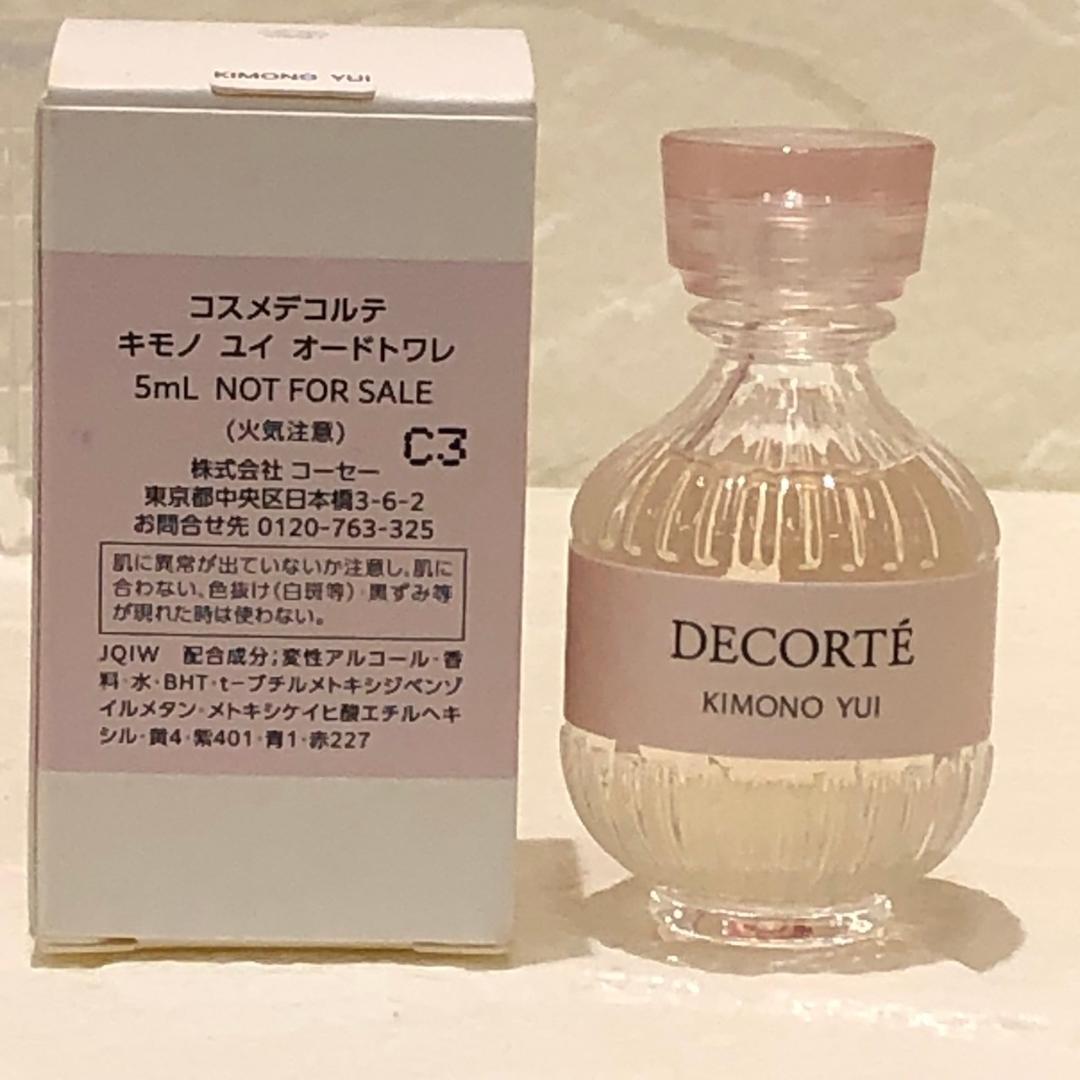 KIMONO YUI
コスメデコルテ
キモノ ユイ オードトワレ
5mL NOT FOR SALE
(火気注意)
C3
株式会社 コーセー
東京都中央区日本橋3-6-2
お問合せ先 0120-763-325
肌に異常が出ていないか注意し。肌に
合わない、色抜け(白斑等)・黒ずみ等
が現れた時は使わない。
JQIW 配合成分;変性アルコール・香
料・水・BHT・t-ブチルメトキシジベンゾ
イルメタン・メトキシケイヒ酸エチルヘキ
シル・黄4・紫401・青1・赤227
DECORTÉ
KIMONO YUI